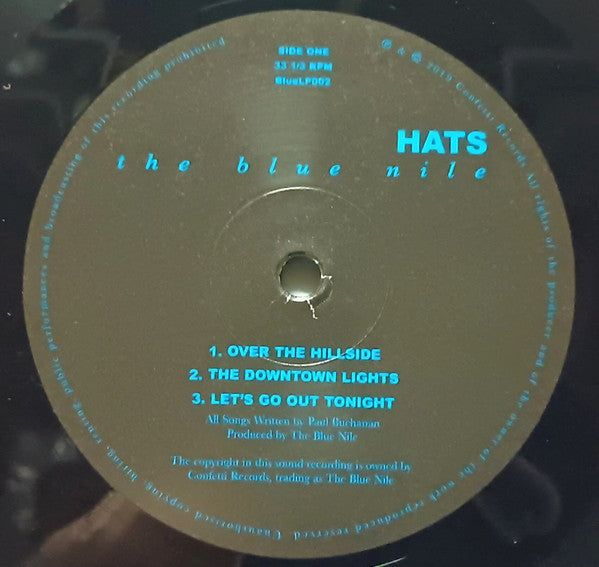 SIDE ONE
33 1/3 RPM
BlueLP002
HATS
the blue nile
1. OVER THE HILLSIDE
2. THE DOWNTOWN LIGHTS
3. LET'S GO OUT TONIGHT
All Songs Written by Paul Buchanan
Produced by The Blue Nile
The copyright in this sound recording is owned by
Confetti Records, trading as The Blue Nile
℗ & © 2019 Confetti Records All rights of the producer and of the owner of the work reproduced reserved. Unauthorised copying, hiring, renting, public performances and broadcasting of this recording prohibited